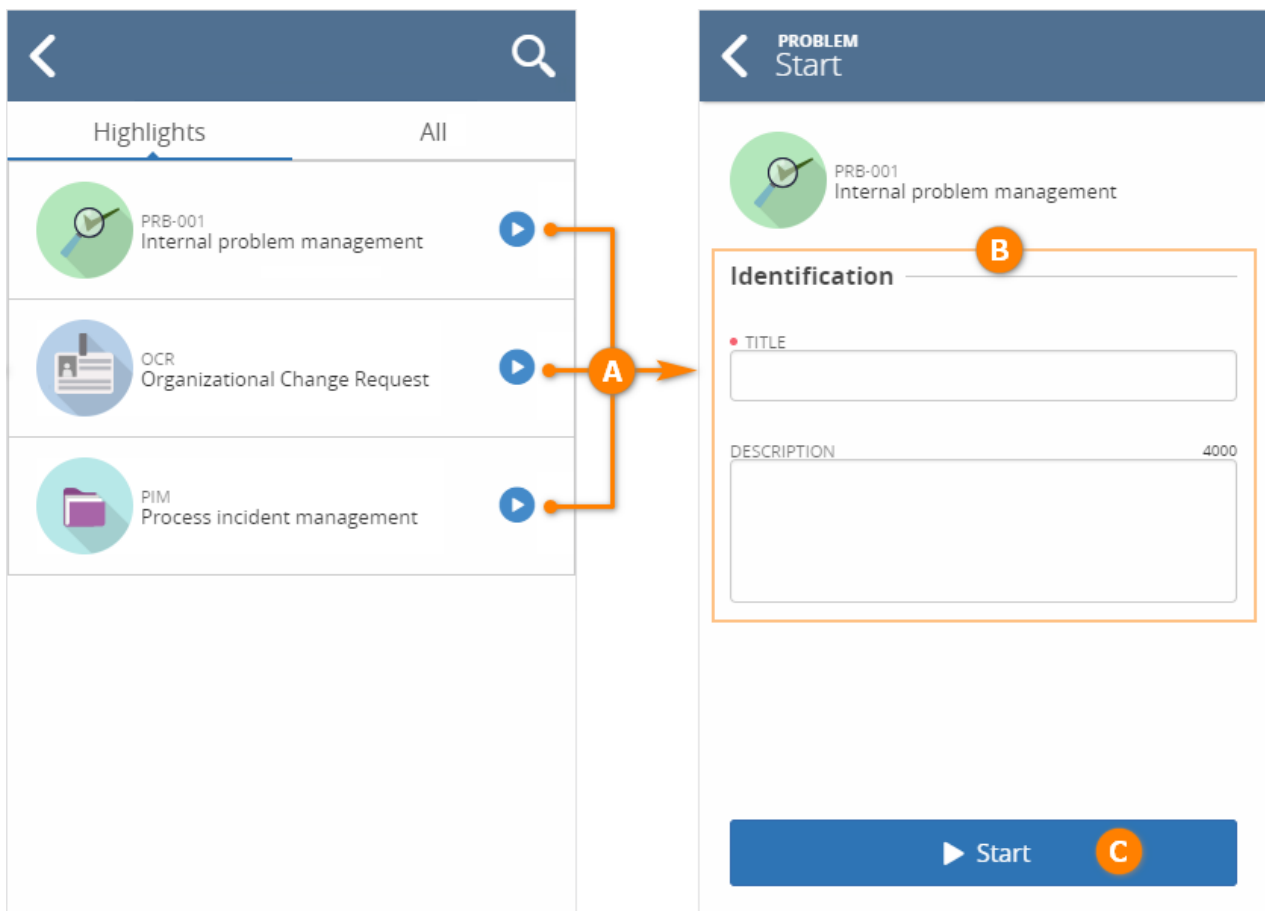 Highlights
All
PRB-001
Internal problem management
OCR
Organizational Change Request
PIM
Process incident management
A
PROBLEM
Start
PRB-001
Internal problem management
B
Identification
TITLE
DESCRIPTION 4000
Start
C